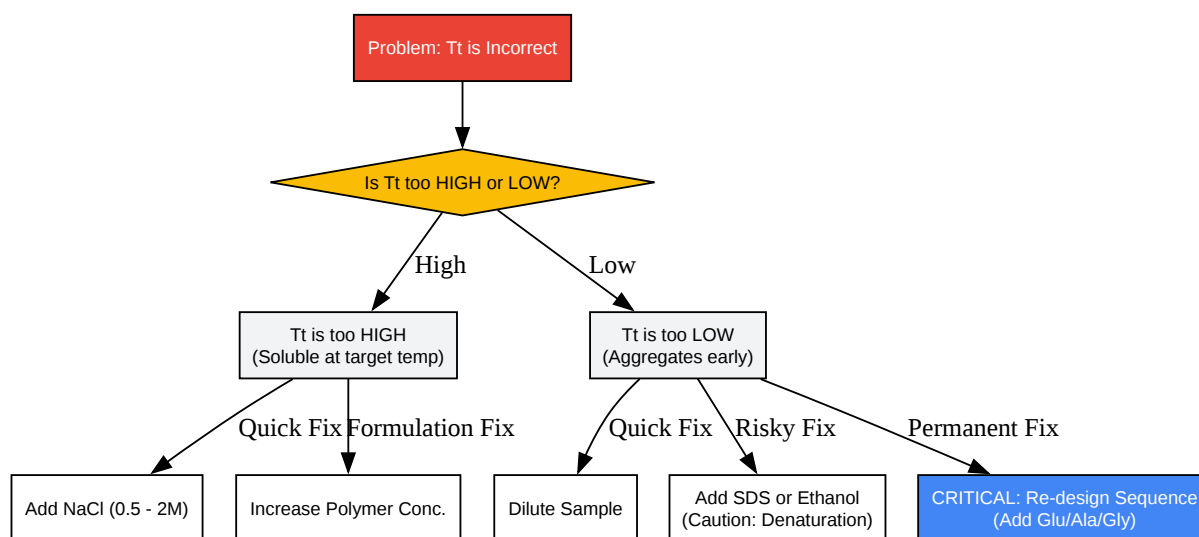 Problem: Tt is Incorrect
Is Tt too HIGH or LOW?
High
Low
Tt is too HIGH
(Soluble at target temp)
Tt is too LOW
(Aggregates early)
Quick Fix
Formulation Fix
Quick Fix
Risky Fix
Permanent Fix
Add NaCl (0.5 - 2M)
Increase Polymer Conc.
Dilute Sample
Add SDS or Ethanol
(Caution: Denaturation)
CRITICAL: Re-design Sequence
(Add Glu/Ala/Gly)